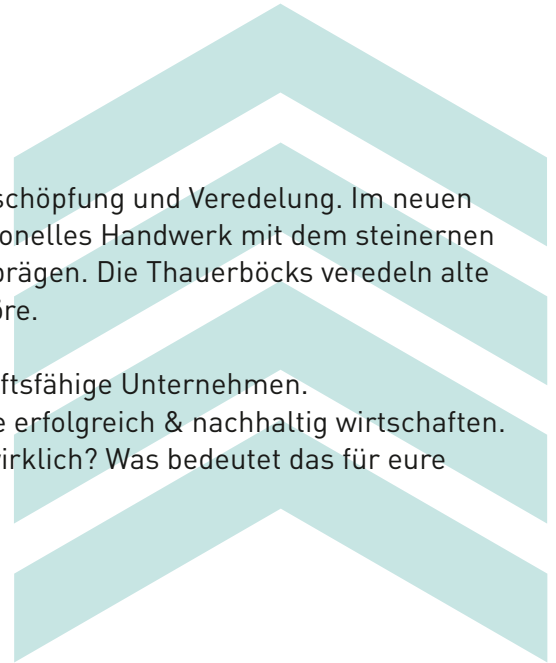 schöpfung und Veredelung. Im neuen
onelles Handwerk mit dem steinernen
prägen. Die Thauerböcks veredeln alte
öre.
ftsfähige Unternehmen.
e erfolgreich & nachhaltig wirtschaften.
wirklich? Was bedeutet das für eure